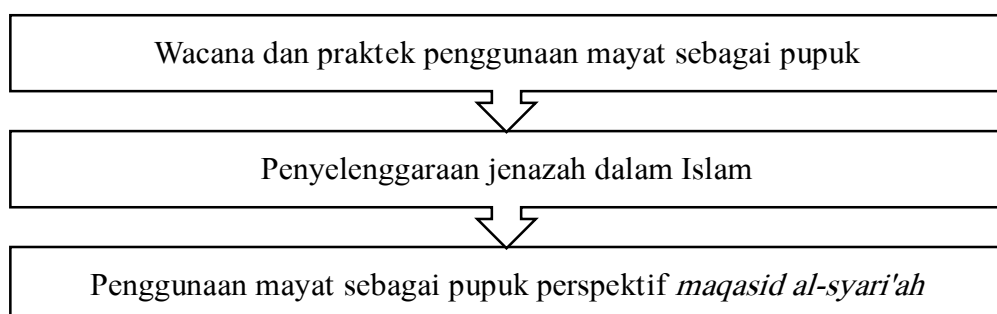 Wacana dan praktek penggunaan mayat sebagai pupuk
Penyelenggaraan jenazah dalam Islam
Penggunaan mayat sebagai pupuk perspektif maqasid al-syari'ah